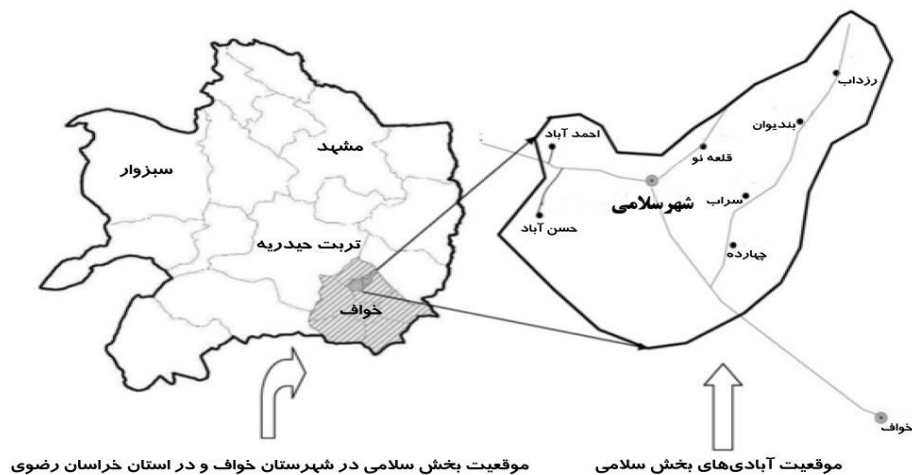 مشهد
سبزوار
تربت حیدریه
خواف
رزداب
بندیوان
احمد آباد
قلعه نو
شهرسلامی
سراب
حسن آباد
چهارده
خواف
موقعیت آبادی‌های بخش سلامی
موقعیت بخش سلامی در شهرستان خواف و در استان خراسان رضوی